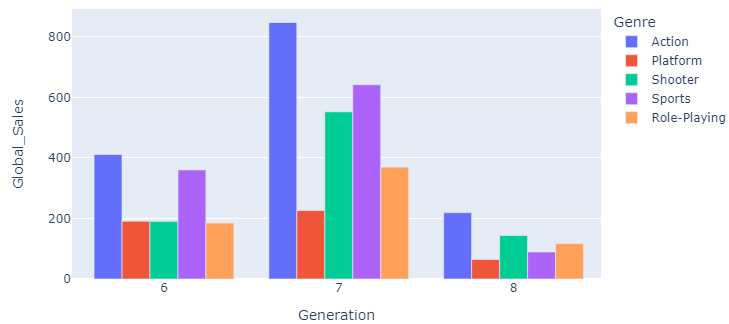 Genre
Action
Platform
Shooter
Sports
Role-Playing
Global_Sales
800
600
400
200
0
6 7 8
Generation